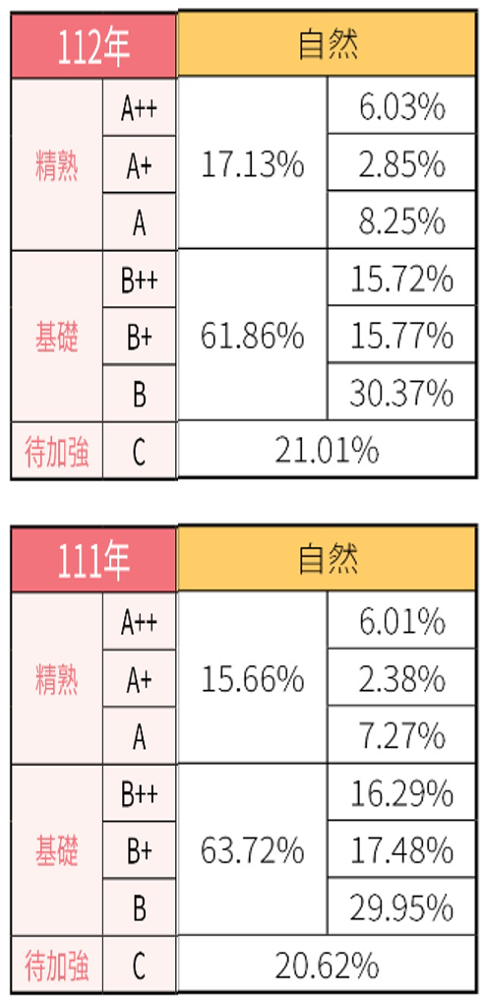 112年 自然
精熟 A++ 17.13% 6.03%
A+ 2.85%
A 8.25%
基礎 B++ 61.86% 15.72%
B+ 15.77%
B 30.37%
待加強 C 21.01%
111年 自然
精熟 A++ 15.66% 6.01%
A+ 2.38%
A 7.27%
基礎 B++ 63.72% 16.29%
B+ 17.48%
B 29.95%
待加強 C 20.62%